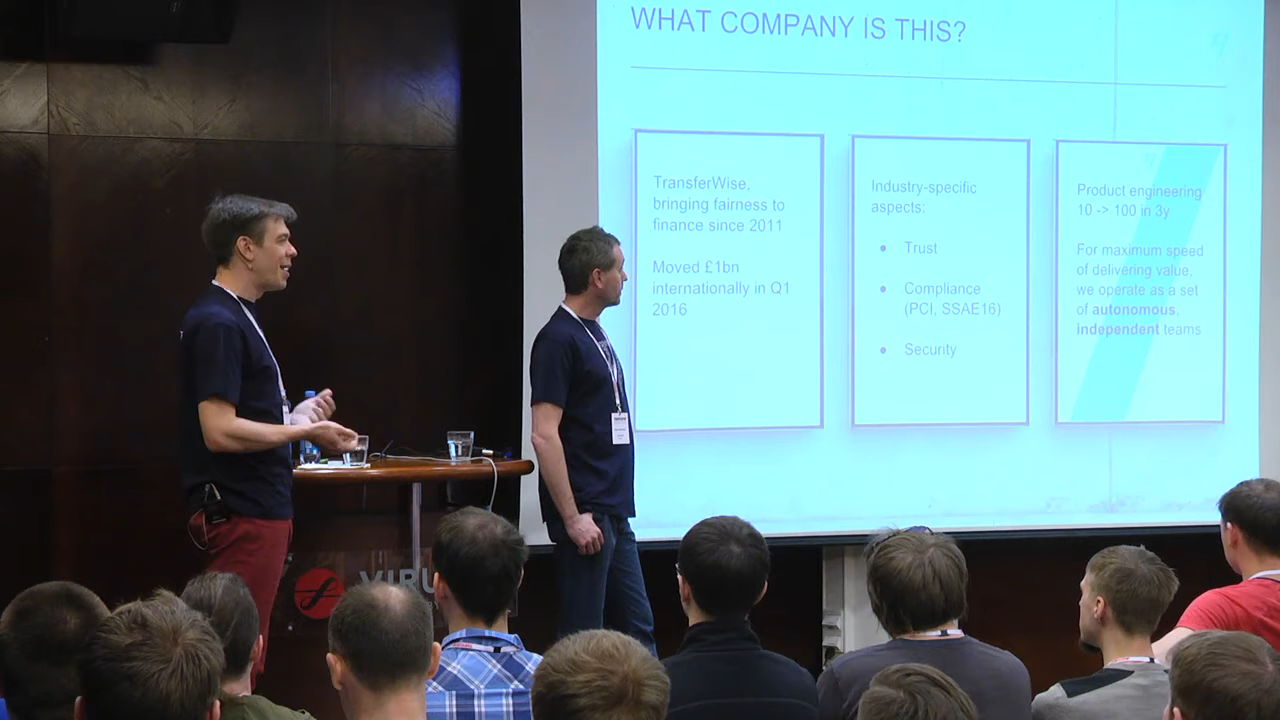 WHAT COMPANY IS THIS?
TransferWise,
bringing fairness to
finance since 2011
Moved £1bn
internationally in Q1
2016
Industry-specific
aspects:
● Trust
● Compliance
(PCI, SSAE16)
● Security
Product engineering
10 -> 100 in 3y
For maximum speed
of delivering value,
we operate as a set
of autonomous,
independent teams